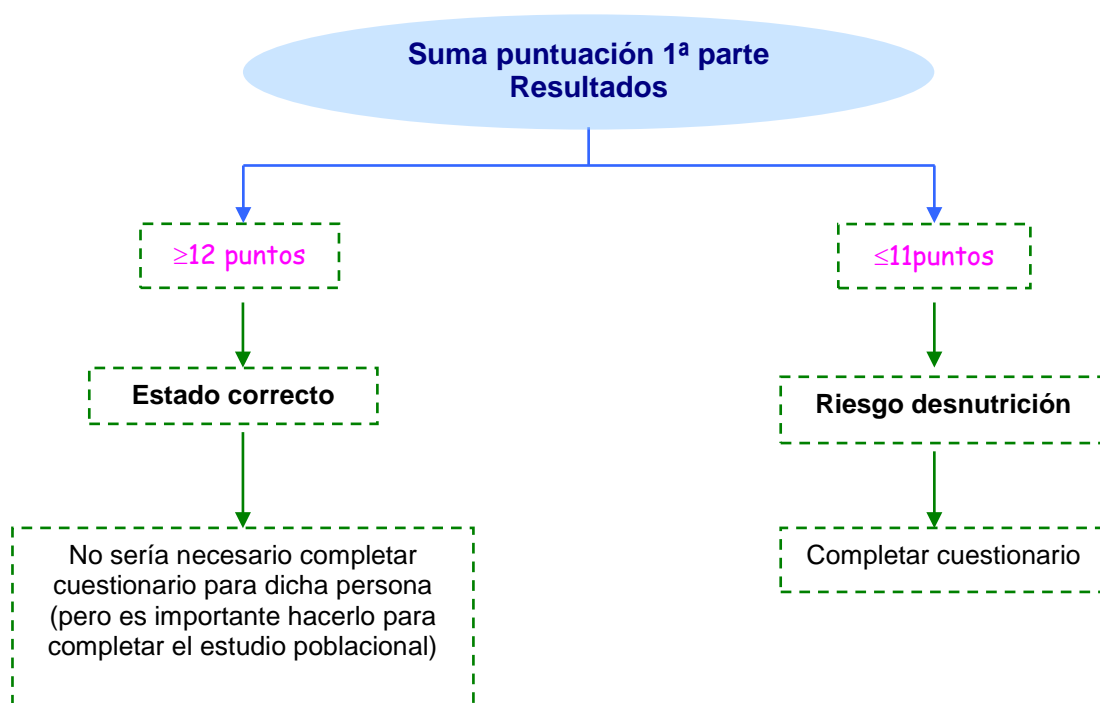 Suma puntuación 1ª parte
Resultados
≥12 puntos
≤11puntos
Estado correcto
Riesgo desnutrición
No sería necesario completar
cuestionario para dicha persona
(pero es importante hacerlo para
completar el estudio poblacional)
Completar cuestionario